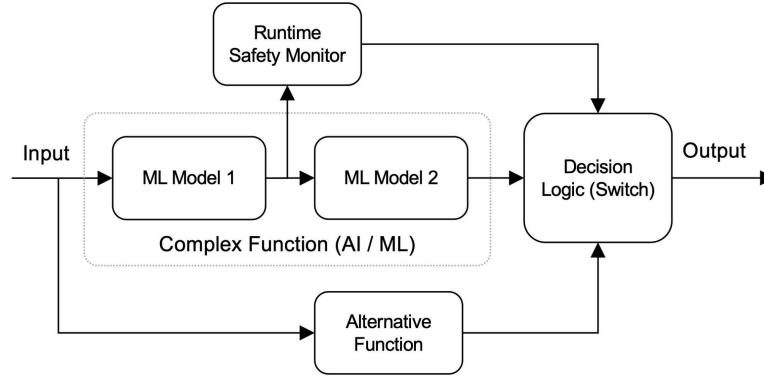 Runtime
Safety Monitor
Input
ML Model 1
ML Model 2
Decision
Logic (Switch)
Output
Complex Function (AI / ML)
Alternative
Function